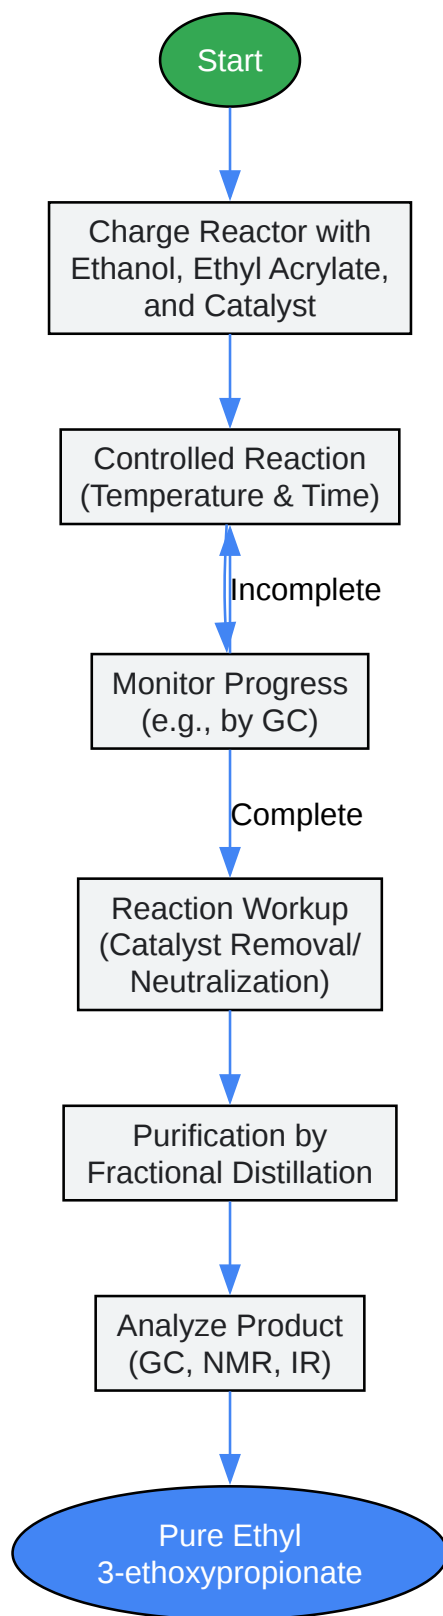 Start
Charge Reactor with
Ethanol, Ethyl Acrylate,
and Catalyst
Controlled Reaction
(Temperature & Time)
Incomplete
Monitor Progress
(e.g., by GC)
Complete
Reaction Workup
(Catalyst Removal/
Neutralization)
Purification by
Fractional Distillation
Analyze Product
(GC, NMR, IR)
Pure Ethyl
3-ethoxypropionate